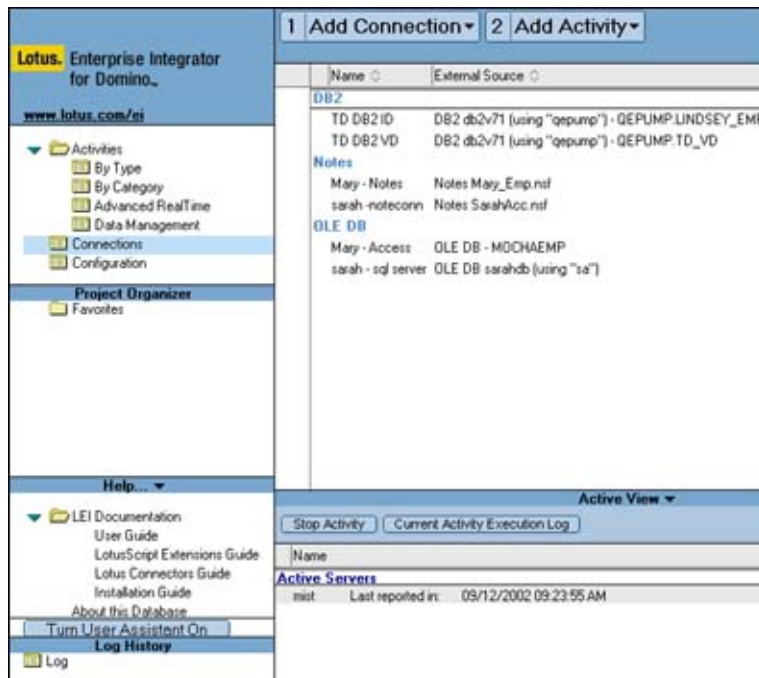 Lotus. Enterprise Integrator
for Domino
www.lotus.com/ei
Activities
By Type
By Category
Advanced RealTime
Data Management
Connections
Configuration
Project Organizer
Favorites
Help...
LEI Documentation
User Guide
LotusScript Extensions Guide
Lotus Connectors Guide
Installation Guide
About this Database
Turn User Assistant On
Log History
Log
1 Add Connection 2 Add Activity
Name External Source
DB2
TD DB2 ID DB2 db2v71 (using "qepump") - QEPUMP.LINDSEY_EM
TD DB2 VD DB2 db2v71 (using "qepump") - QEPUMP.TD_VD
Notes
Mary - Notes Notes Mary_Emp.nsf
sarah -noteconn Notes SarahAcc.nsf
OLE DB
Mary - Access OLE DB - MOCHAEMP
sarah - sql server OLE DB sarahdb (using "sa")
Active View
Stop Activity Current Activity Execution Log
Name
Active Servers
mist Last reported in: 09/12/2002 09:23:55 AM